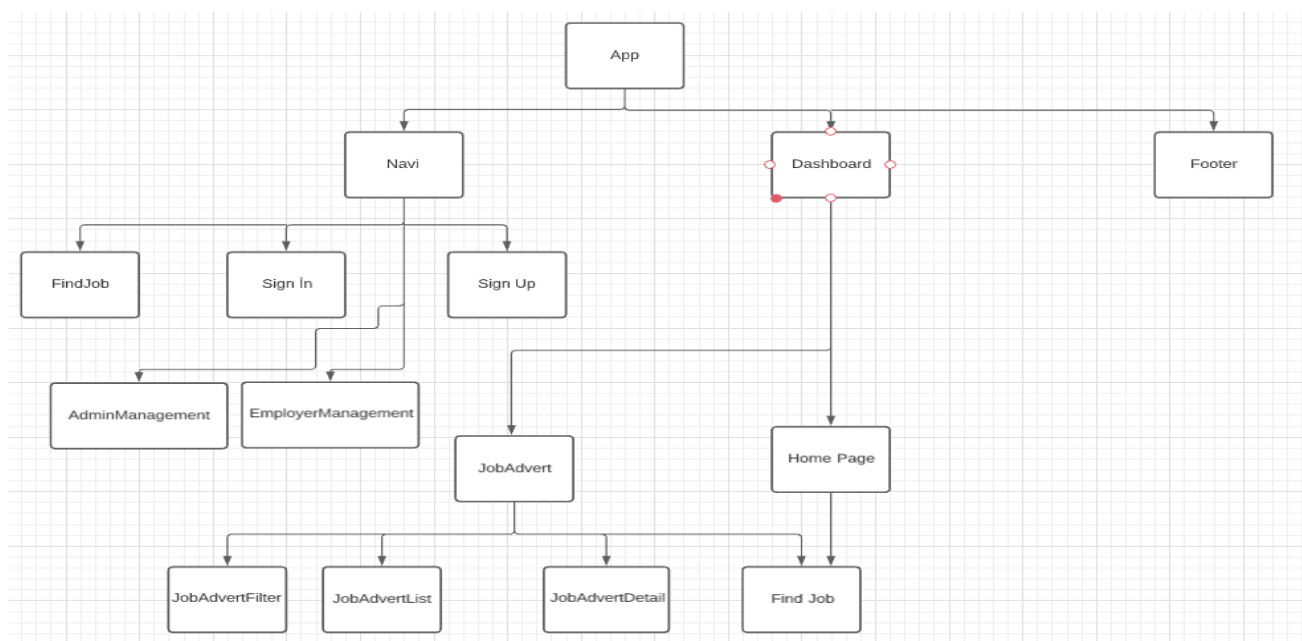 App
Navi
Dashboard
Footer
FindJob
Sign İn
Sign Up
AdminManagement
EmployerManagement
JobAdvert
Home Page
JobAdvertFilter
JobAdvertList
JobAdvertDetail
Find Job